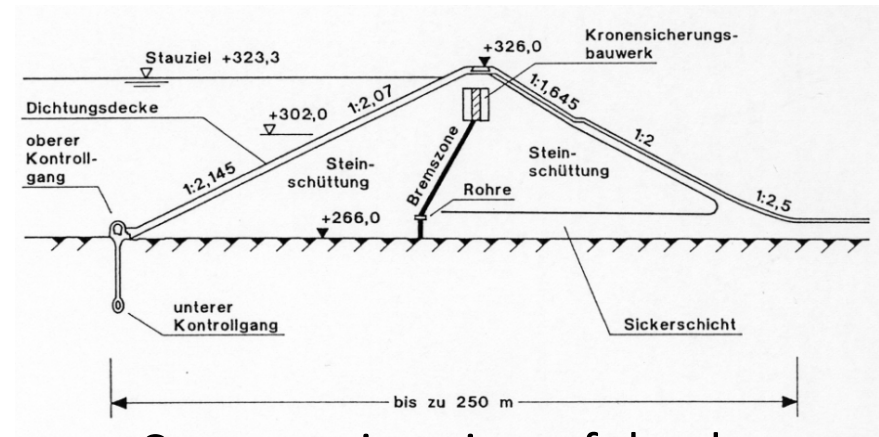 Kronensicherungs-
bauwerk
+326,0
Stauziel +323,3
1:2,07
1:1,645
Dichtungsdecke
+302,0
1:2
oberer
Kontroll-
gang
Stein-
schüttung
Bremszone
Stein-
schüttung
1:2,145
Rohre
1:2,5
+266,0
unterer
Kontrollgang
Sickerschicht
bis zu 250 m